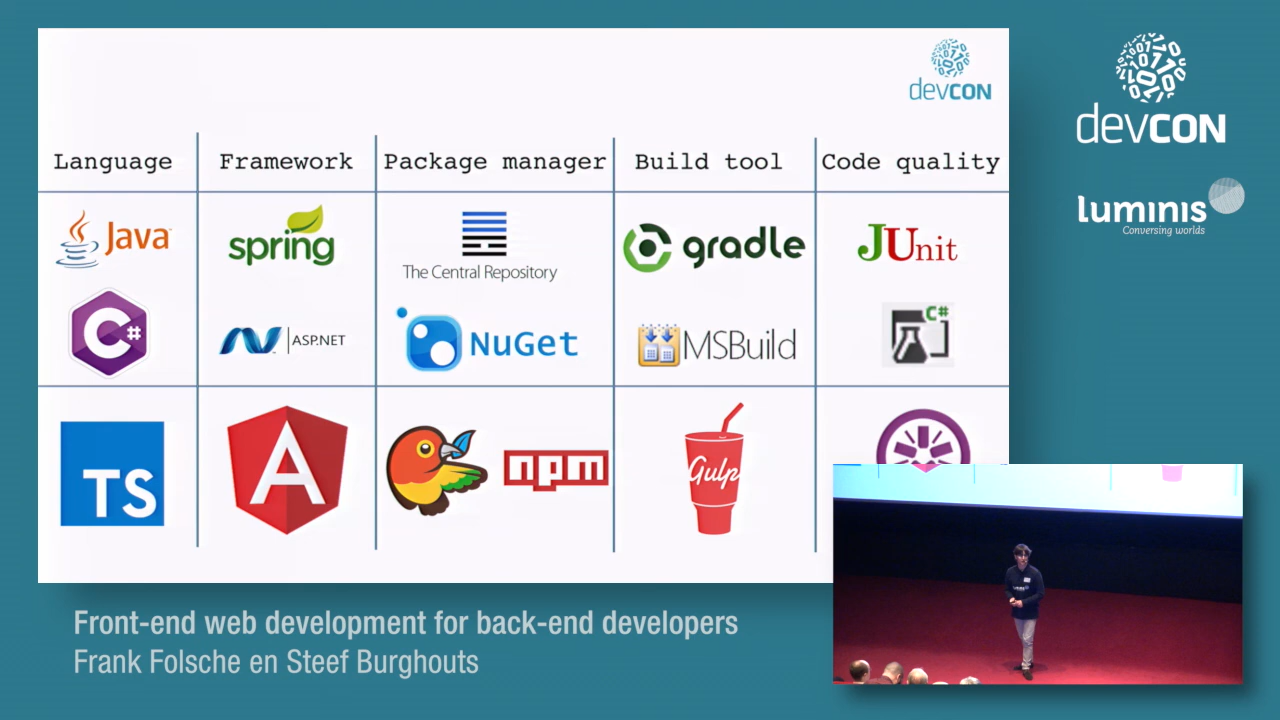 devcon
devcon
luminis
Conversing worlds
Language
Framework
Package manager
Build tool
Code quality
Java
spring
The Central Repository
gradle
JUnit
C#
ASP.NET
NuGet
MSBuild
C#
TS
A
npm
Gulp
Front-end web development for back-end developers
Frank Folsche en Steef Burghouts